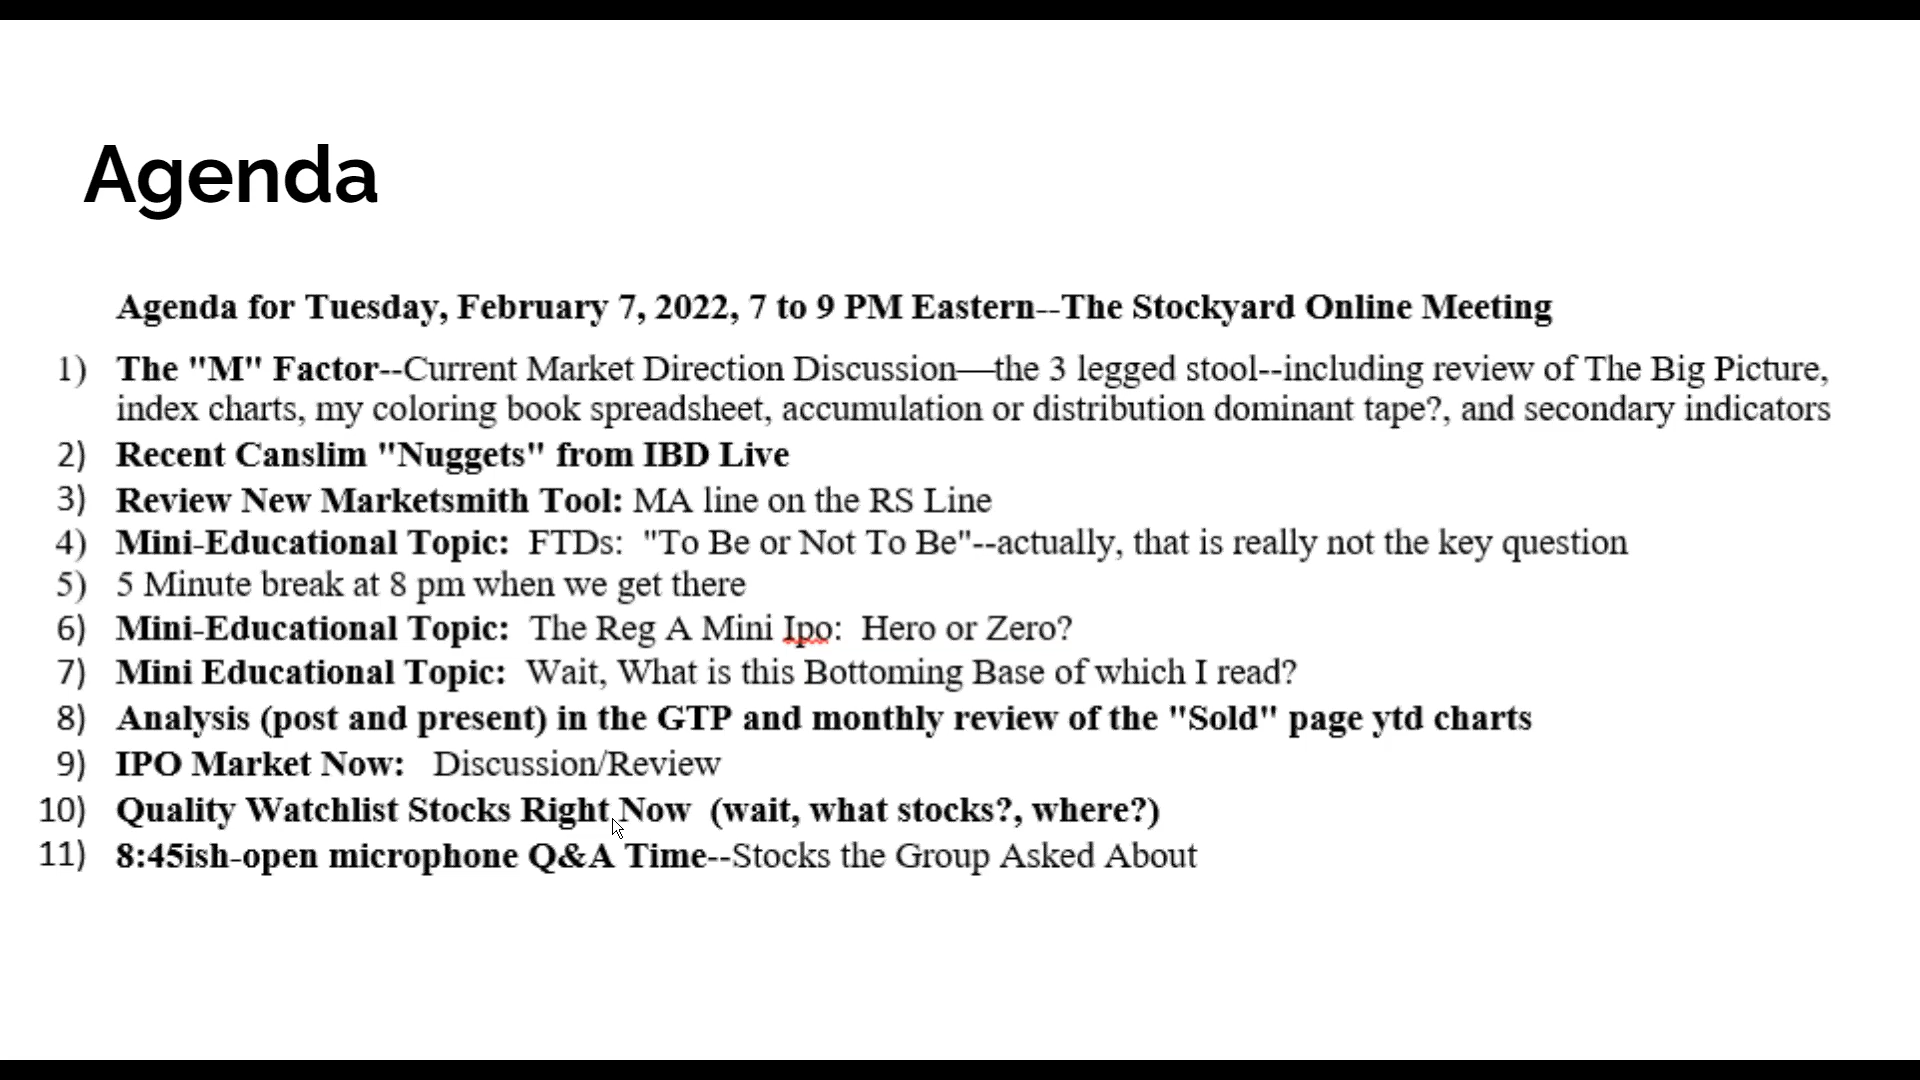 Agenda
Agenda for Tuesday, February 7, 2022, 7 to 9 PM Eastern--The Stockyard Online Meeting
1) The "M" Factor--Current Market Direction Discussion—the 3 legged stool--including review of The Big Picture,
index charts, my coloring book spreadsheet, accumulation or distribution dominant tape?, and secondary indicators
2) Recent Canslim "Nuggets" from IBD Live
3) Review New Marketsmith Tool: MA line on the RS Line
4) Mini-Educational Topic: FTDs: "To Be or Not To Be"--actually, that is really not the key question
5) 5 Minute break at 8 pm when we get there
6) Mini-Educational Topic: The Reg A Mini Ipo: Hero or Zero?
7) Mini Educational Topic: Wait, What is this Bottoming Base of which I read?
8) Analysis (post and present) in the GTP and monthly review of the "Sold" page ytd charts
9) IPO Market Now: Discussion/Review
10) Quality Watchlist Stocks Right Now (wait, what stocks?, where?)
11) 8:45ish-open microphone Q&A Time--Stocks the Group Asked About